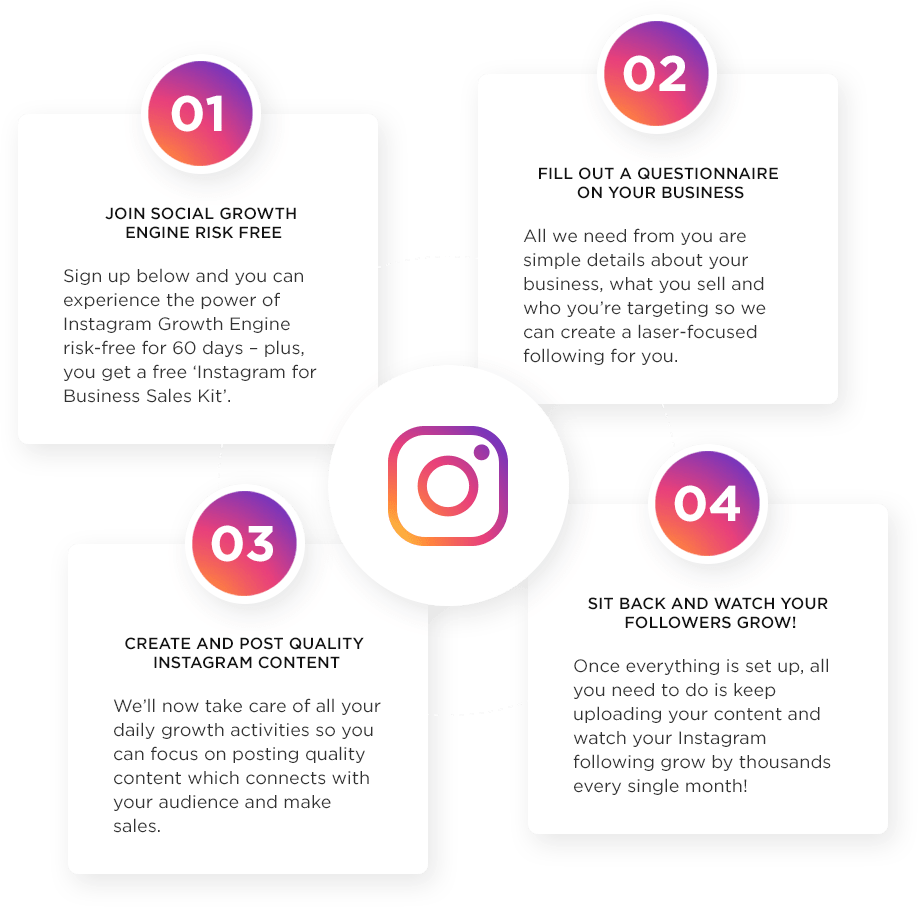 01
JOIN SOCIAL GROWTH
ENGINE RISK FREE
Sign up below and you can
experience the power of
Instagram Growth Engine
risk-free for 60 days – plus,
you get a free ‘Instagram for
Business Sales Kit’.
02
FILL OUT A QUESTIONNAIRE
ON YOUR BUSINESS
All we need from you are
simple details about your
business, what you sell and
who you’re targeting so we
can create a laser-focused
following for you.
03
CREATE AND POST QUALITY
INSTAGRAM CONTENT
We’ll now take care of all your
daily growth activities so you
can focus on posting quality
content which connects with
your audience and make
sales.
04
SIT BACK AND WATCH YOUR
FOLLOWERS GROW!
Once everything is set up, all
you need to do is keep
uploading your content and
watch your Instagram
following grow by thousands
every single month!